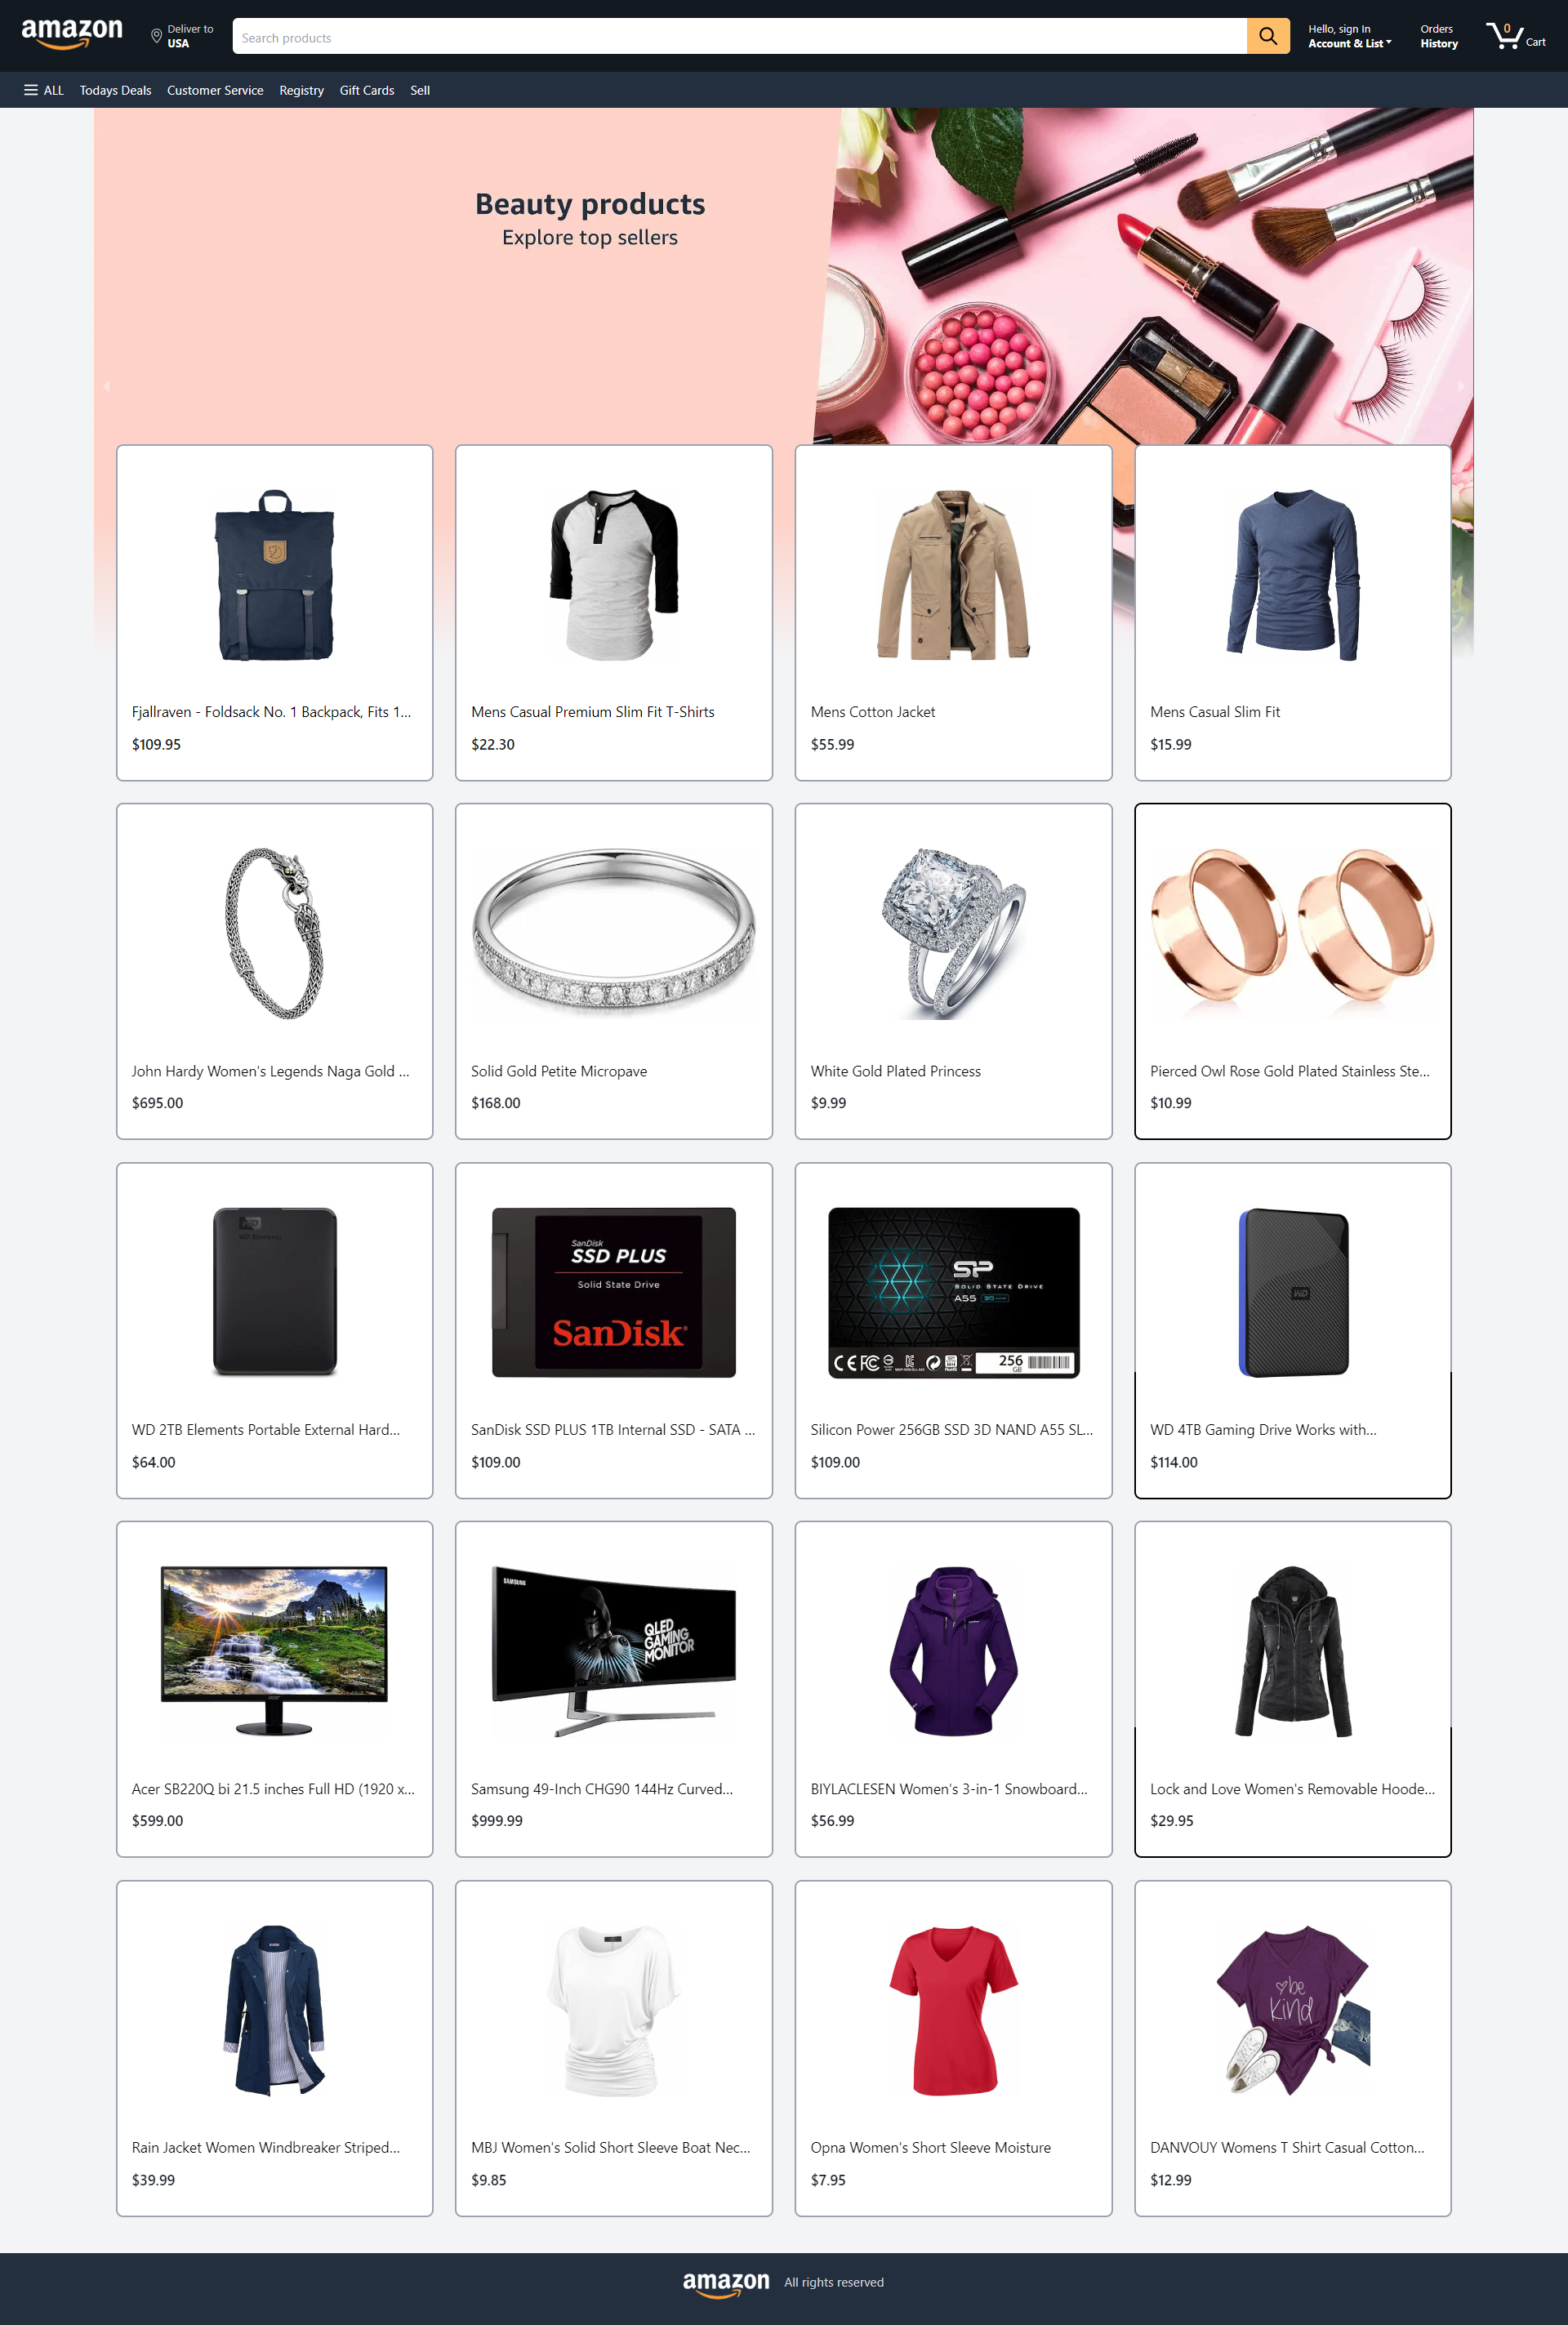 amazon
Deliver to
USA
Search products
Hello, sign In
Account & List
Orders
History
0
Cart
ALL Todays Deals Customer Service Registry Gift Cards Sell
Beauty products
Explore top sellers
Fjallraven - Foldsack No. 1 Backpack, Fits 1...
$109.95
Mens Casual Premium Slim Fit T-Shirts
$22.30
Mens Cotton Jacket
$55.99
Mens Casual Slim Fit
$15.99
John Hardy Women's Legends Naga Gold ...
$695.00
Solid Gold Petite Micropave
$168.00
White Gold Plated Princess
$9.99
Pierced Owl Rose Gold Plated Stainless Ste...
$10.99
WD
WD Elements
WD 2TB Elements Portable External Hard...
$64.00
SanDisk
SSD PLUS
Solid State Drive
SanDisk
SanDisk SSD PLUS 1TB Internal SSD - SATA ...
$109.00
SP
SOLID STATE DRIVE
A55
256
GB
Silicon Power 256GB SSD 3D NAND A55 SL...
$109.00
WD
WD 4TB Gaming Drive Works with...
$114.00
acer
Acer SB220Q bi 21.5 inches Full HD (1920 x...
$599.00
SAMSUNG
QLED
GAMING
MONITOR
Samsung 49-Inch CHG90 144Hz Curved...
$999.99
BIYLACLESEN Women's 3-in-1 Snowboard...
$56.99
Lock and Love Women's Removable Hoode...
$29.95
Rain Jacket Women Windbreaker Striped...
$39.99
MBJ Women's Solid Short Sleeve Boat Nec...
$9.85
Opna Women's Short Sleeve Moisture
$7.95
be
kind
DANVOUY Womens T Shirt Casual Cotton...
$12.99
amazon All rights reserved